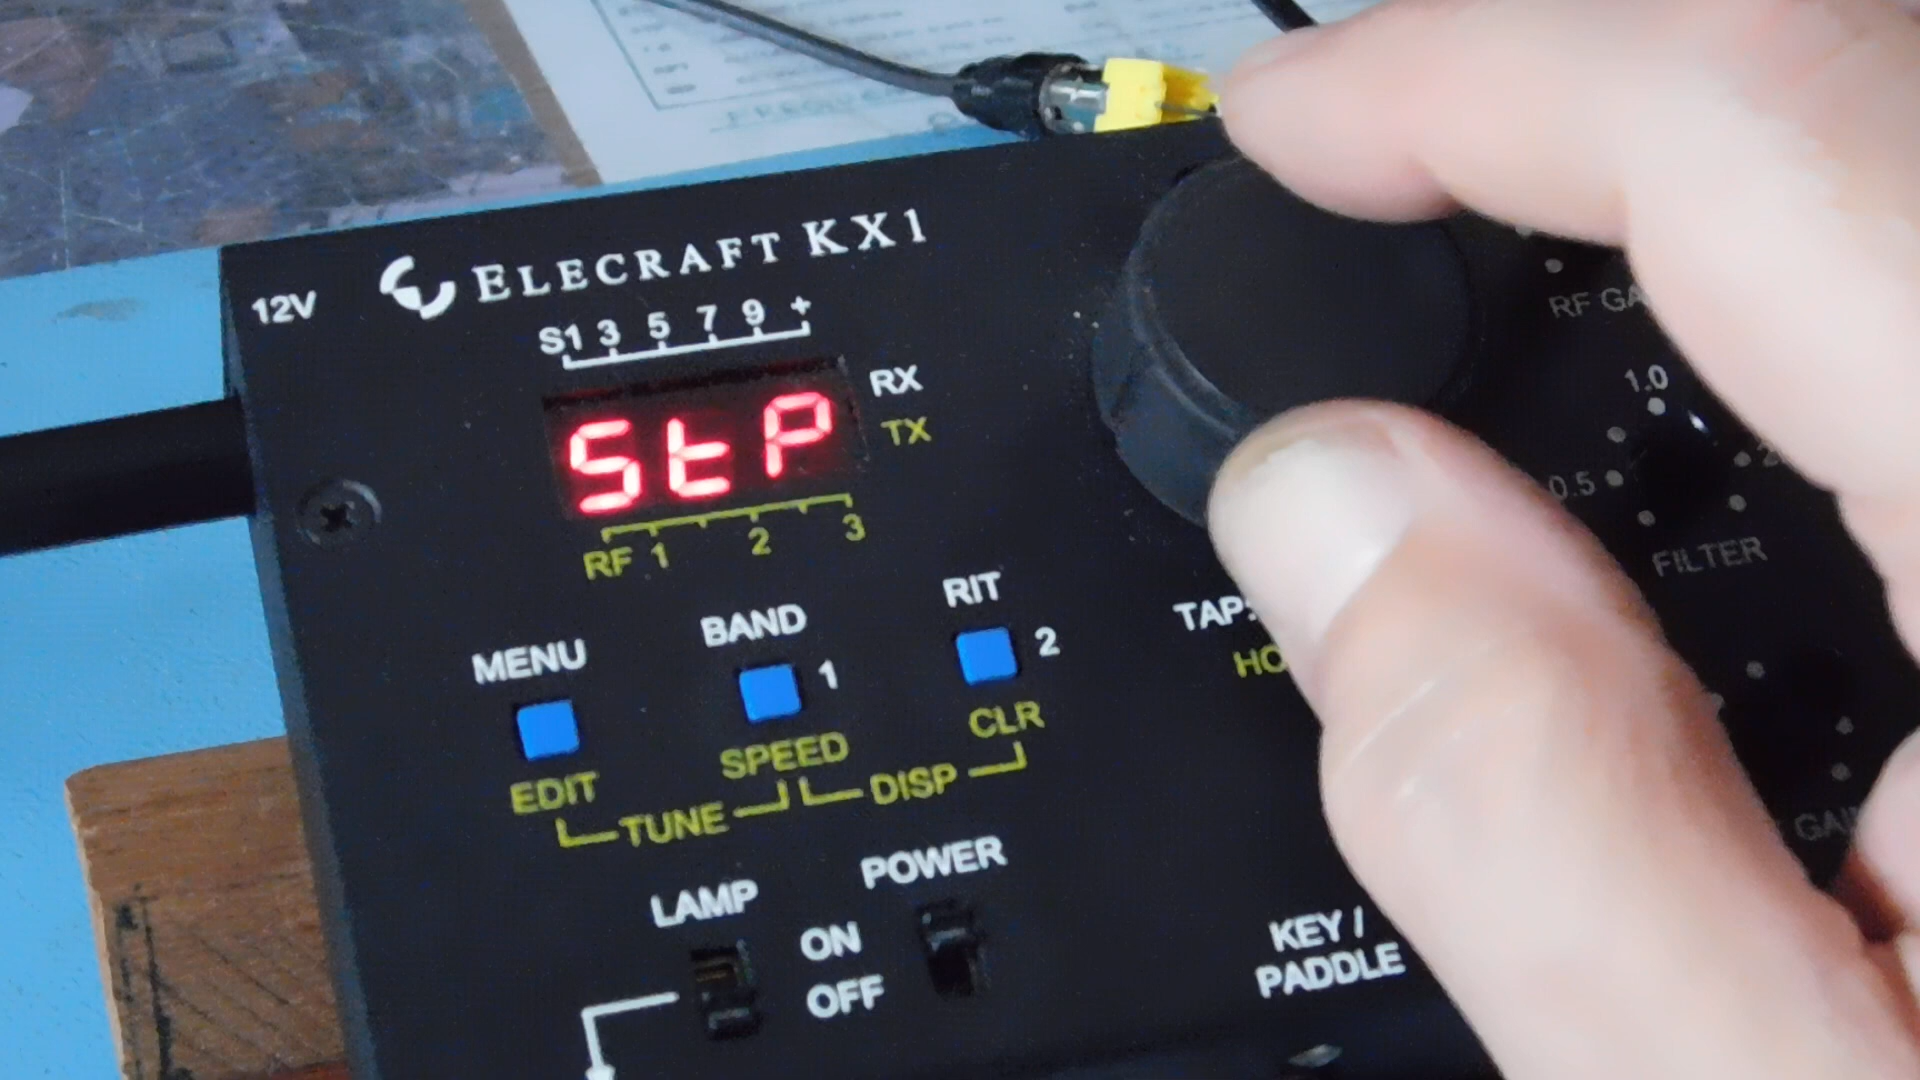 ELECRAFT KX1
12V
S1 3 5 7 9 +
RX
StP
TX
RF 1 2 3
RF GA
1.0
0.5
FILTER
RIT
BAND
MENU
TAP:
1
2
HO
CLR
SPEED
EDIT
DISP
TUNE
POWER
LAMP
ON
OFF
KEY /
PADDLE